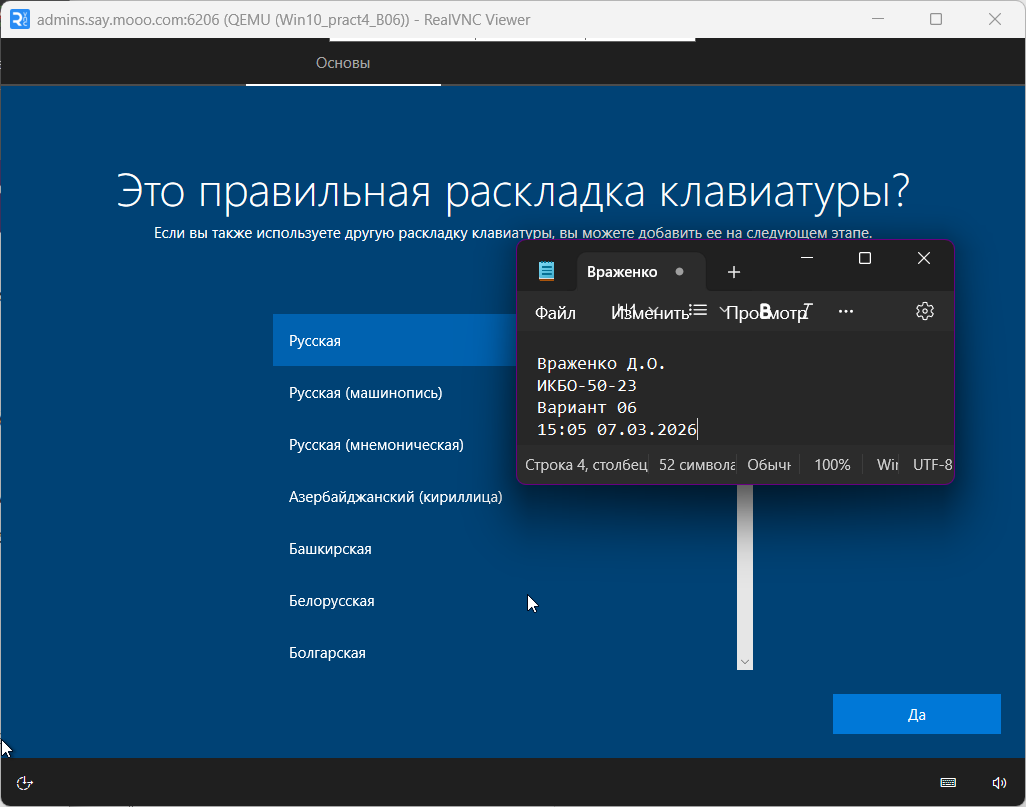 admins.say.mooo.com:6206 (QEMU (Win10_pract4_B06)) - RealVNC Viewer
Основы
Это правильная раскладка клавиатуры?
Если вы также используете другую раскладку клавиатуры, вы можете добавить ее на следующем этапе.
Русская
Русская (машинопись)
Русская (мнемоническая)
Азербайджанский (кириллица)
Башкирская
Белорусская
Болгарская
Враженко
Файл Изменить Просмотр
Враженко Д.О.
ИКБО-50-23
Вариант 06
15:05 07.03.2026
Строка 4, столбец 52 символа Обычн 100% Win UTF-8
Да